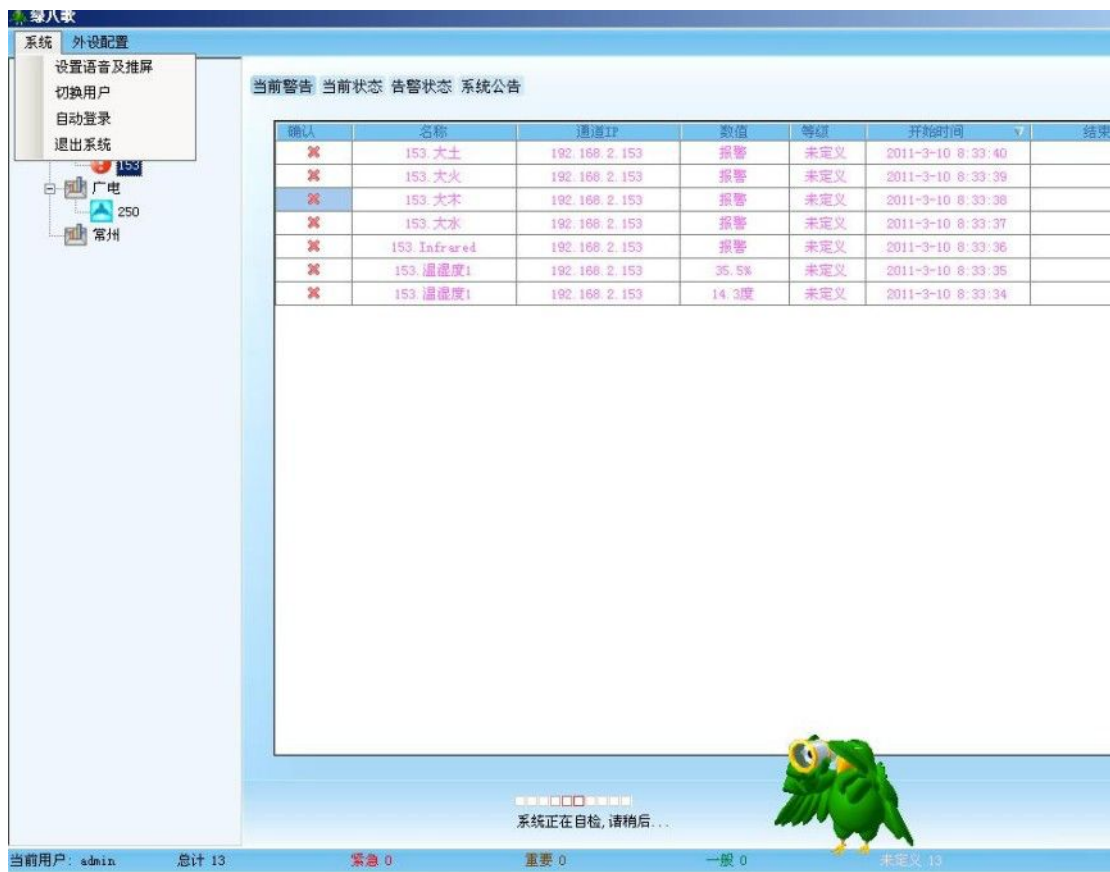 绿八歌
系统 外设配置
设置语音及推屏
切换用户
自动登录
退出系统
153
广电
250
常州
当前警告 当前状态 告警状态 系统公告
确认 名称 通道IP 数值 等级 开始时间 结束
153.大土 192.168.2.153 报警 未定义 2011-3-10 8:33:40
153.大火 192.168.2.153 报警 未定义 2011-3-10 8:33:39
153.大木 192.168.2.153 报警 未定义 2011-3-10 8:33:38
153.大水 192.168.2.153 报警 未定义 2011-3-10 8:33:37
153.Infrared 192.168.2.153 报警 未定义 2011-3-10 8:33:36
153.温湿度1 192.168.2.153 35.5% 未定义 2011-3-10 8:33:35
153.温湿度1 192.168.2.153 14.3度 未定义 2011-3-10 8:33:34
系统正在自检,请稍后...
当前用户: admin 总计 13 紧急 0 重要 0 一般 0 未定义 13